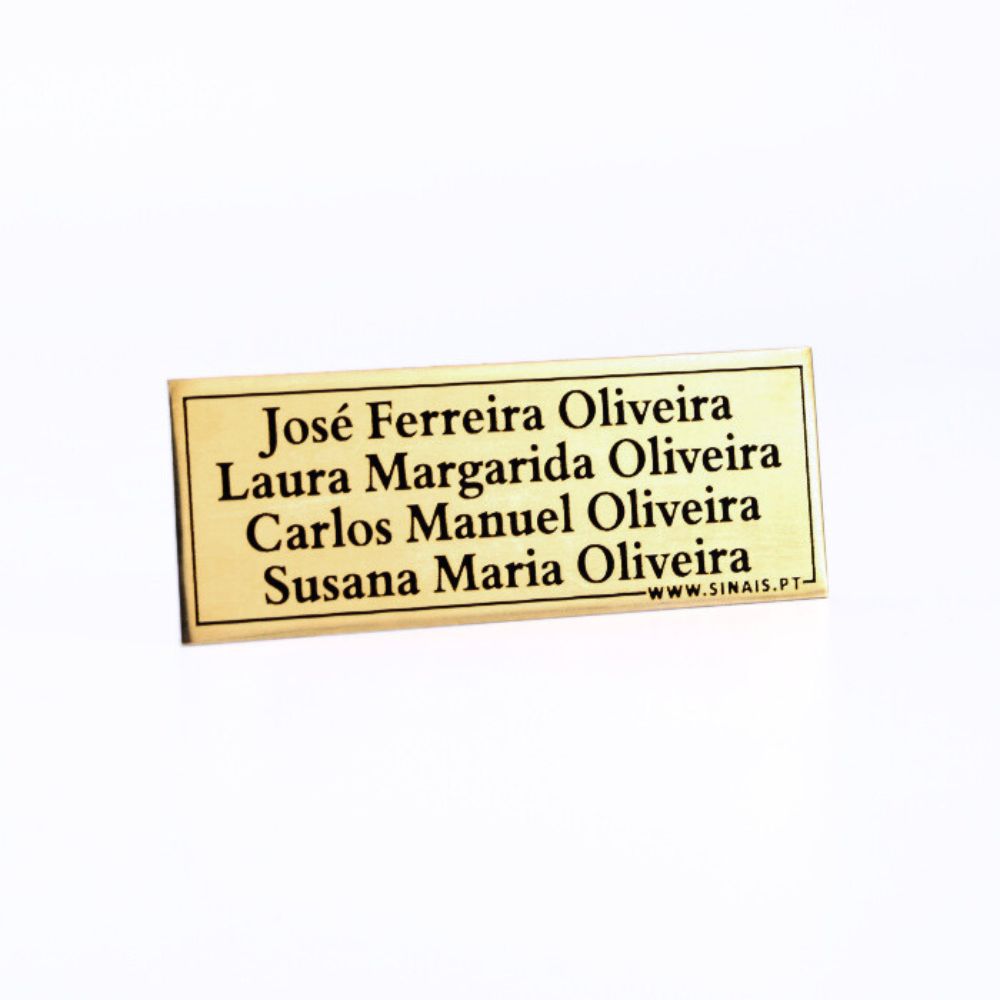 José Ferreira Oliveira
Laura Margarida Oliveira
Carlos Manuel Oliveira
Susana Maria Oliveira
WWW.SINAIS.PT